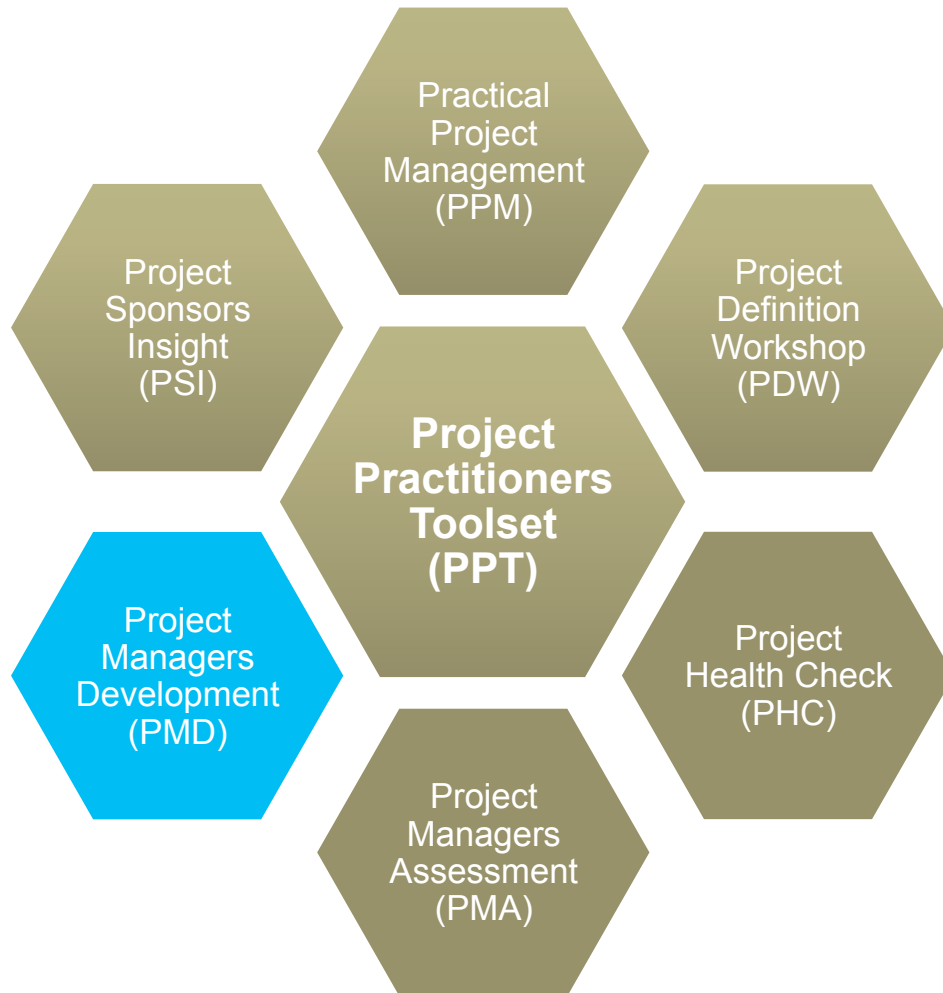 Practical
Project
Management
(PPM)
Project
Sponsors
Insight
(PSI)
Project
Definition
Workshop
(PDW)
Project
Practitioners
Toolset
(PPT)
Project
Managers
Development
(PMD)
Project
Health Check
(PHC)
Project
Managers
Assessment
(PMA)